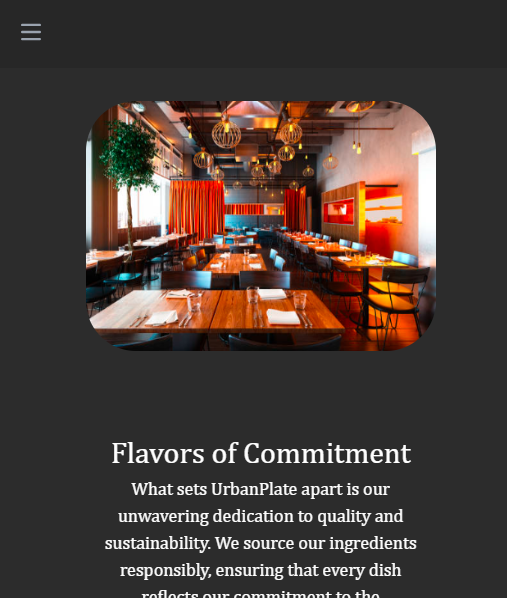 Flavors of Commitment
What sets UrbanPlate apart is our
unwavering dedication to quality and
sustainability. We source our ingredients
responsibly, ensuring that every dish
reflects our commitment to the